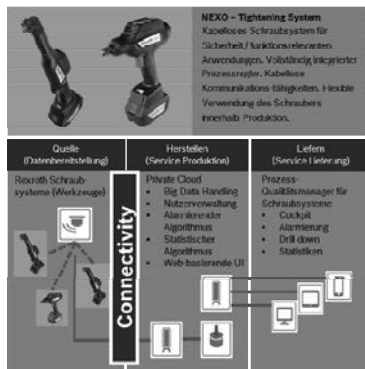 NEXO – Tightening System
Kabelloses Schraubsystem für
Sicherheit / funktionsrelevanten
Anwendungen. Vollständig integrierter
Prozessregler. Kabellose
Kommunikations-fähigkeiten. Flexible
Verwendung des Schraubers
innerhalb Produktion.
Quelle
(Datenbereitstellung)
Rexroth Schraub-
systeme (Werkzeuge)
Connectivity
Herstellen
(Service Produktion)
Private Cloud
• Big Data Handling
• Nutzerverwaltung
• Alarmierender
Algorithmus
• Statistischer
Algorithmus
• Web-basierende UI
Liefern
(Service Lieferung)
Prozess-
Qualitätsmanager für
Schraubsysteme
• Cockpit
• Alarmierung
• Drill down
• Statistiken